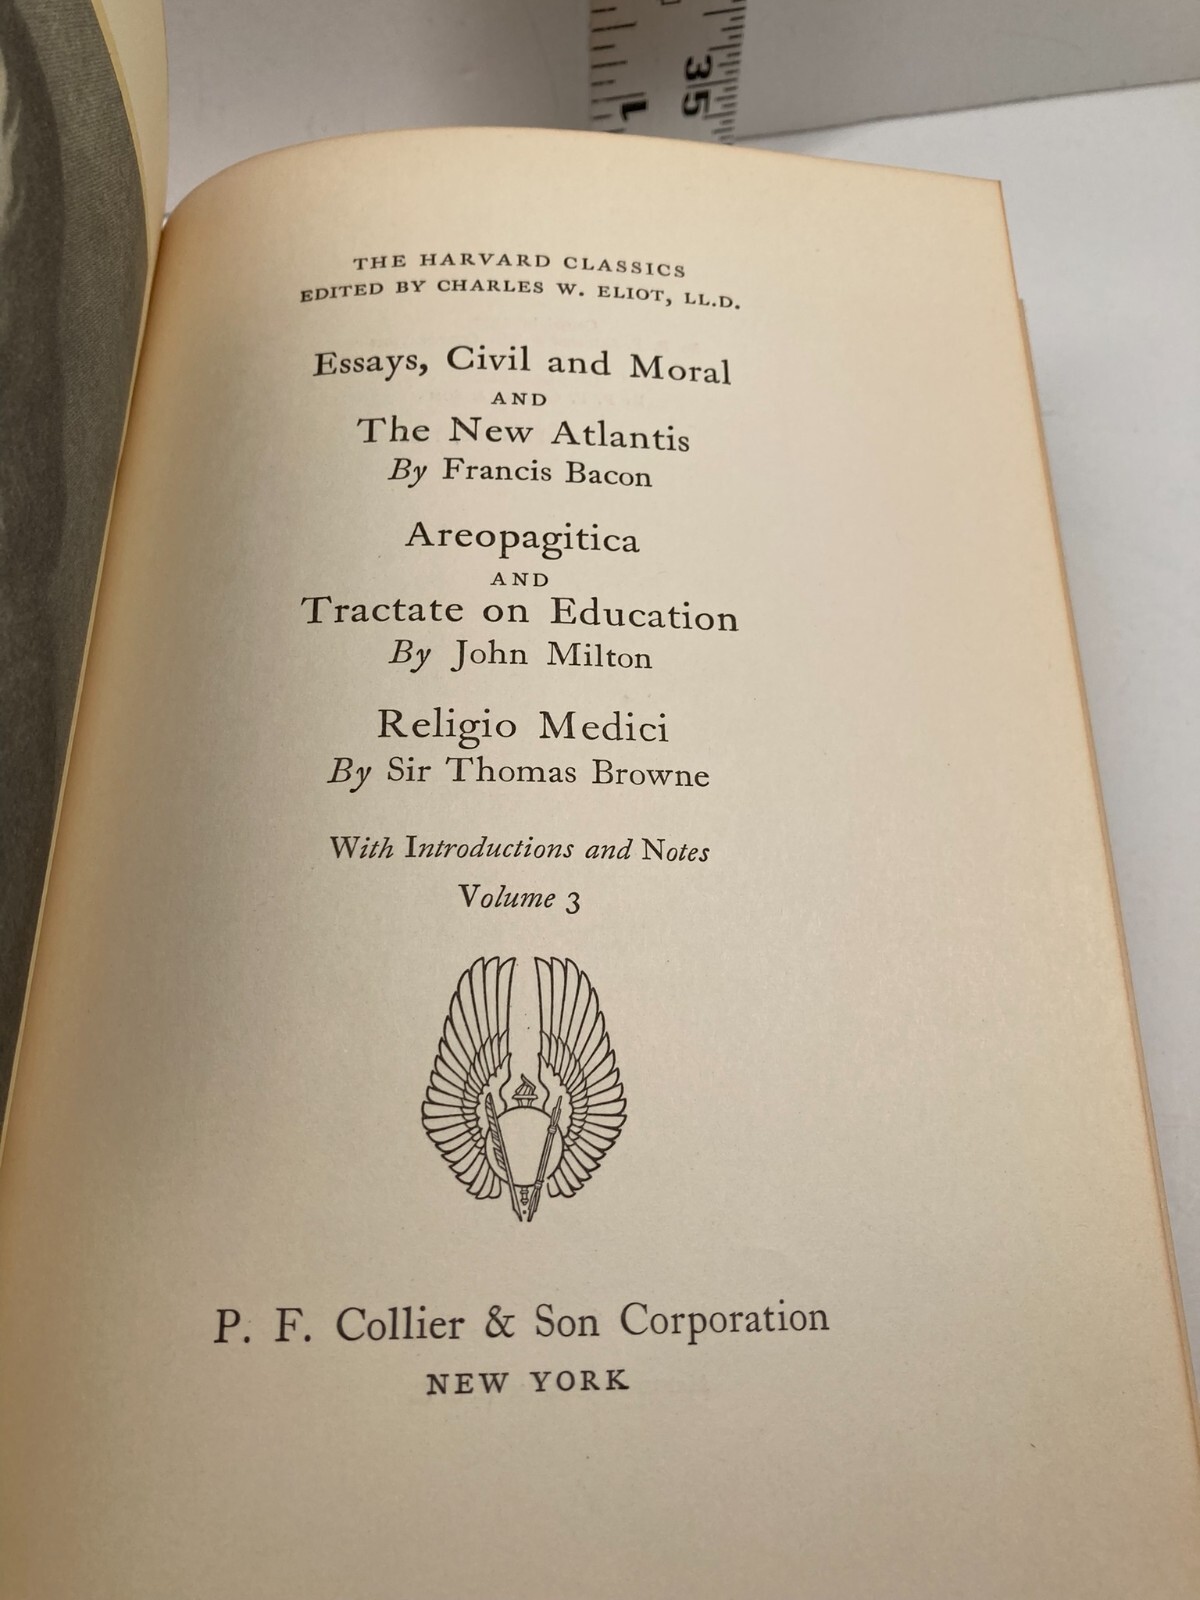 35
1
THE HARVARD CLASSICS
EDITED BY CHARLES W. ELIOT, LL.D.
Essays, Civil and Moral
AND
The New Atlantis
By Francis Bacon
Areopagitica
AND
Tractate on Education
By John Milton
Religio Medici
By Sir Thomas Browne
With Introductions and Notes
Volume 3
P. F. Collier & Son Corporation
NEW YORK